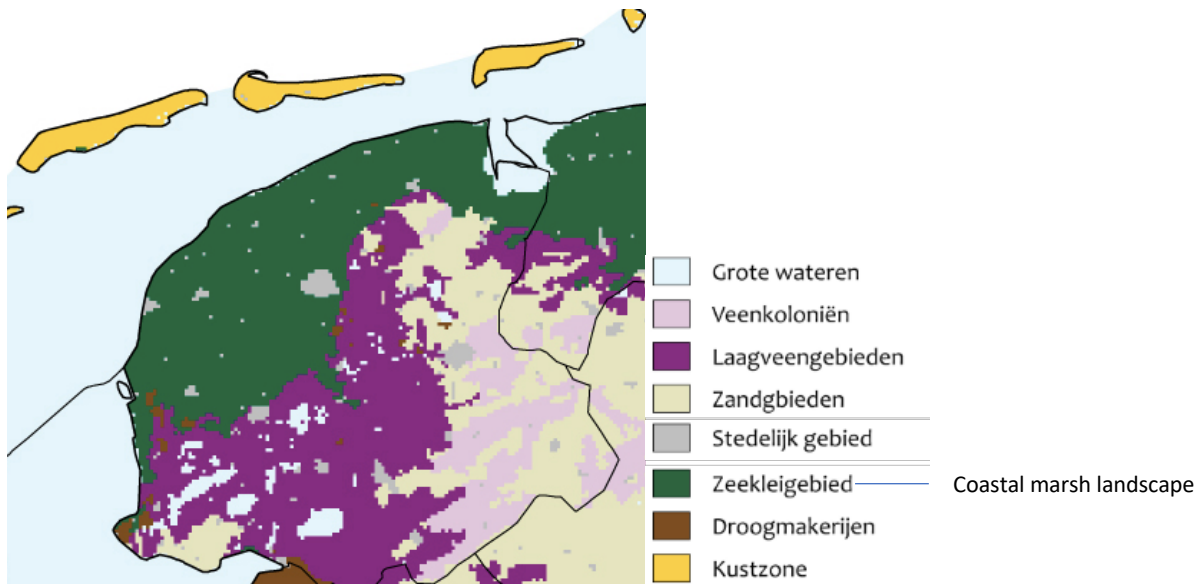 Grote wateren
Veenkoloniën
Laagveengebieden
Zandgbieden
Stedelijk gebied
Zeekleigebied Coastal marsh landscape
Droogmakerijen
Kustzone